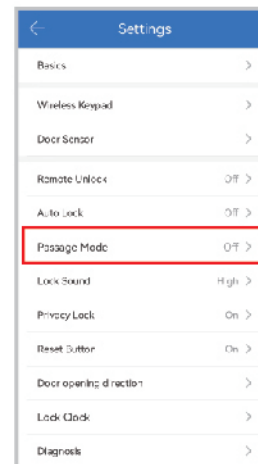 Settings
Basics
Wireless Keypad
Door Sensor
Remote Unlock Off
Auto Lock Off
Passage Mode Off
Lock Sound High
Privacy Lock On
Reset Button On
Door opening direction
Lock Clock
Diagnosis